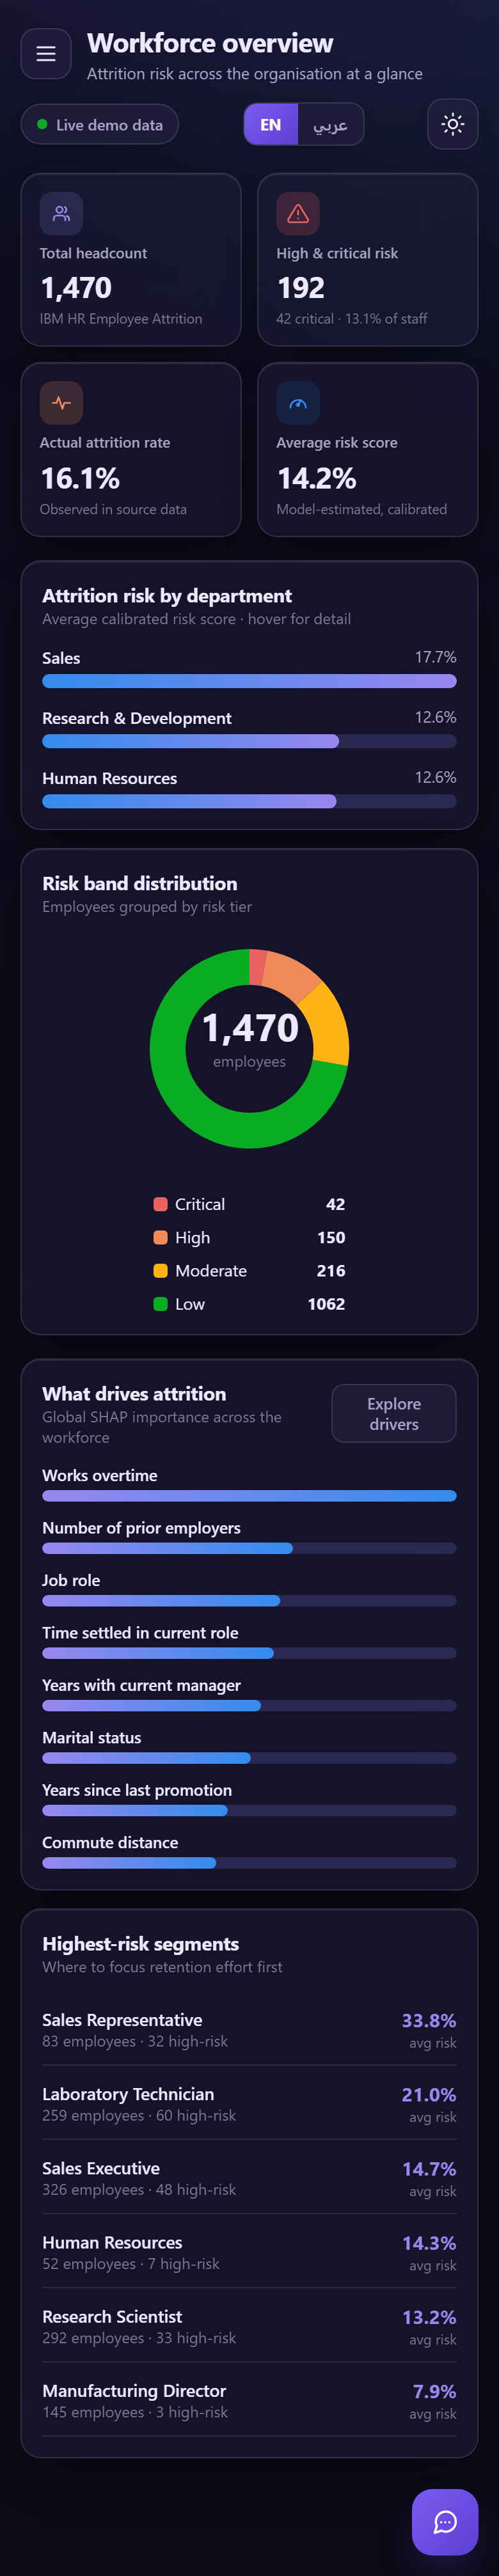 Workforce overview
Attrition risk across the organisation at a glance
Live demo data
EN
عربي
Total headcount
1,470
IBM HR Employee Attrition
High & critical risk
192
42 critical · 13.1% of staff
Actual attrition rate
16.1%
Observed in source data
Average risk score
14.2%
Model-estimated, calibrated
Attrition risk by department
Average calibrated risk score · hover for detail
Sales 17.7%
Research & Development 12.6%
Human Resources 12.6%
Risk band distribution
Employees grouped by risk tier
1,470
employees
Critical 42
High 150
Moderate 216
Low 1062
What drives attrition
Global SHAP importance across the
workforce
Explore
drivers
Works overtime
Number of prior employers
Job role
Time settled in current role
Years with current manager
Marital status
Years since last promotion
Commute distance
Highest-risk segments
Where to focus retention effort first
Sales Representative 33.8%
83 employees · 32 high-risk avg risk
Laboratory Technician 21.0%
259 employees · 60 high-risk avg risk
Sales Executive 14.7%
326 employees · 48 high-risk avg risk
Human Resources 14.3%
52 employees · 7 high-risk avg risk
Research Scientist 13.2%
292 employees · 33 high-risk avg risk
Manufacturing Director 7.9%
145 employees · 3 high-risk avg risk